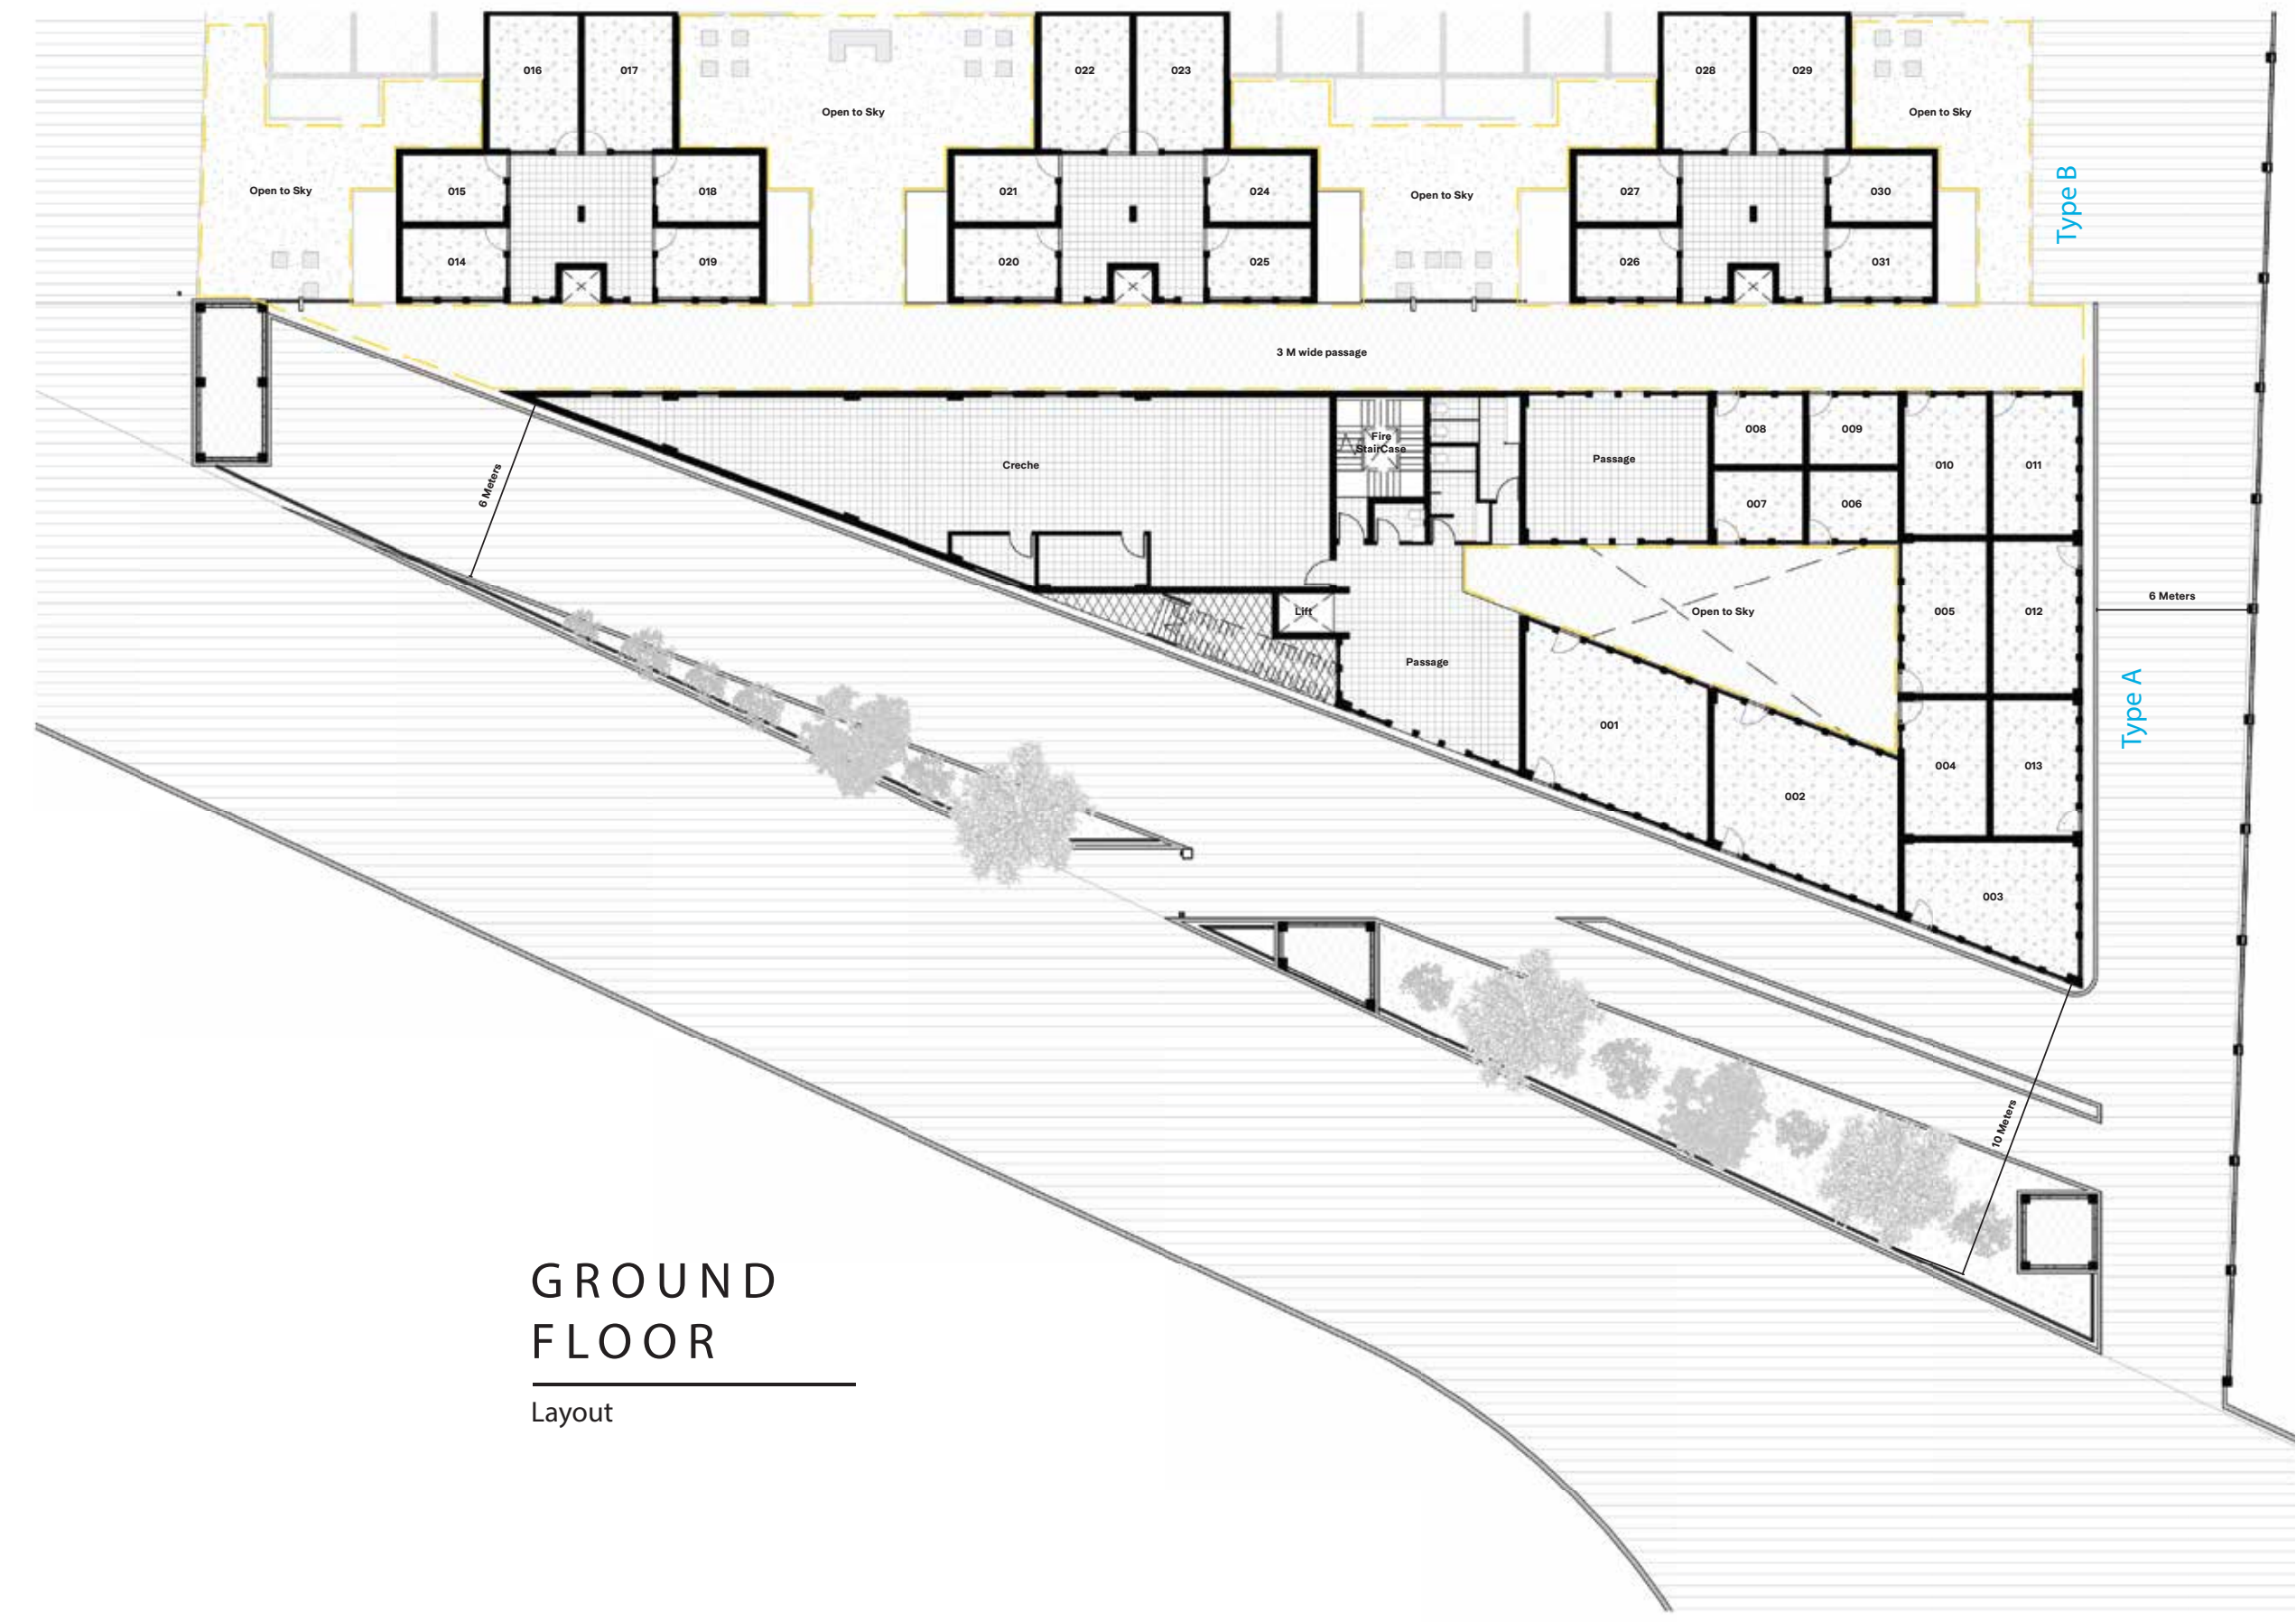 016
017
022
023
028
029
Open to Sky
Open to Sky
Open to Sky
015
018
021
024
Open to Sky
027
030
Type B
014
019
020
025
026
031
3 M wide passage
008
009
Fire
StairCase
Creche
Passage
010
011
6 Meters
007
006
Lift
Open to Sky
005
012
6 Meters
Passage
Type A
001
004
013
002
003
10 Meters
GROUND
FLOOR
Layout